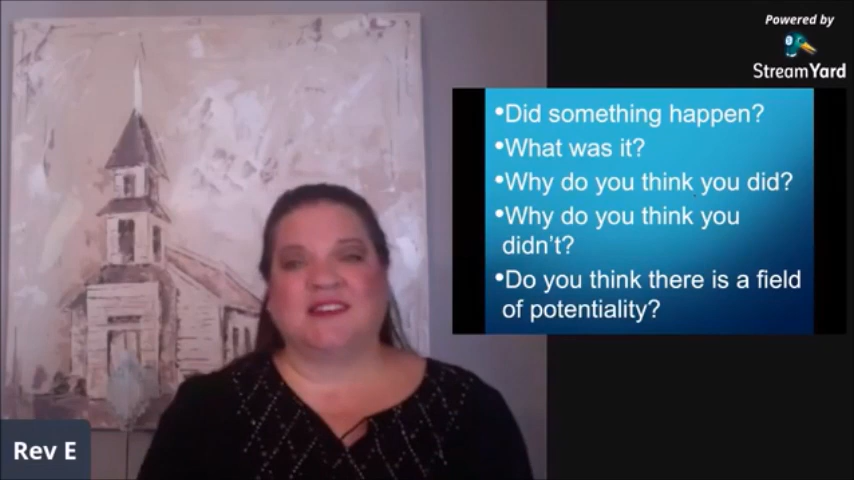 Powered by
StreamYard
•Did something happen?
•What was it?
•Why do you think you did?
•Why do you think you
didn't?
•Do you think there is a field
of potentiality?
Rev E